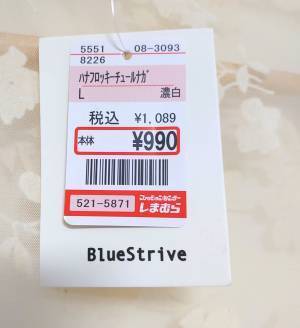 5551 08-3093
8226
ﾊﾅﾌﾛｯｷｰﾁｭｰﾙﾅｶﾞ
L 濃白
税込 ¥1,089
本体 ¥990
521-5871
ファッションセンター
しまむら
BlueStrive